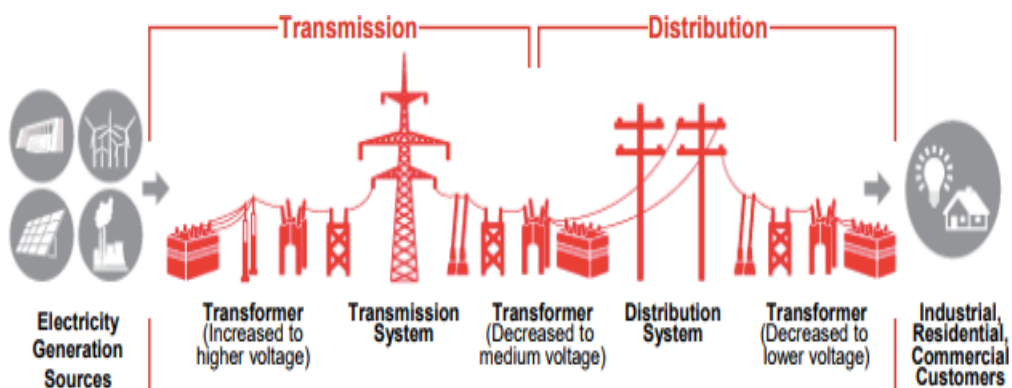 Transmission
Distribution
Electricity
Generation
Sources
Transformer
(Increased to
higher voltage)
Transmission
System
Transformer
(Decreased to
medium voltage)
Distribution
System
Transformer
(Decreased to
lower voltage)
Industrial,
Residential,
Commercial
Customers